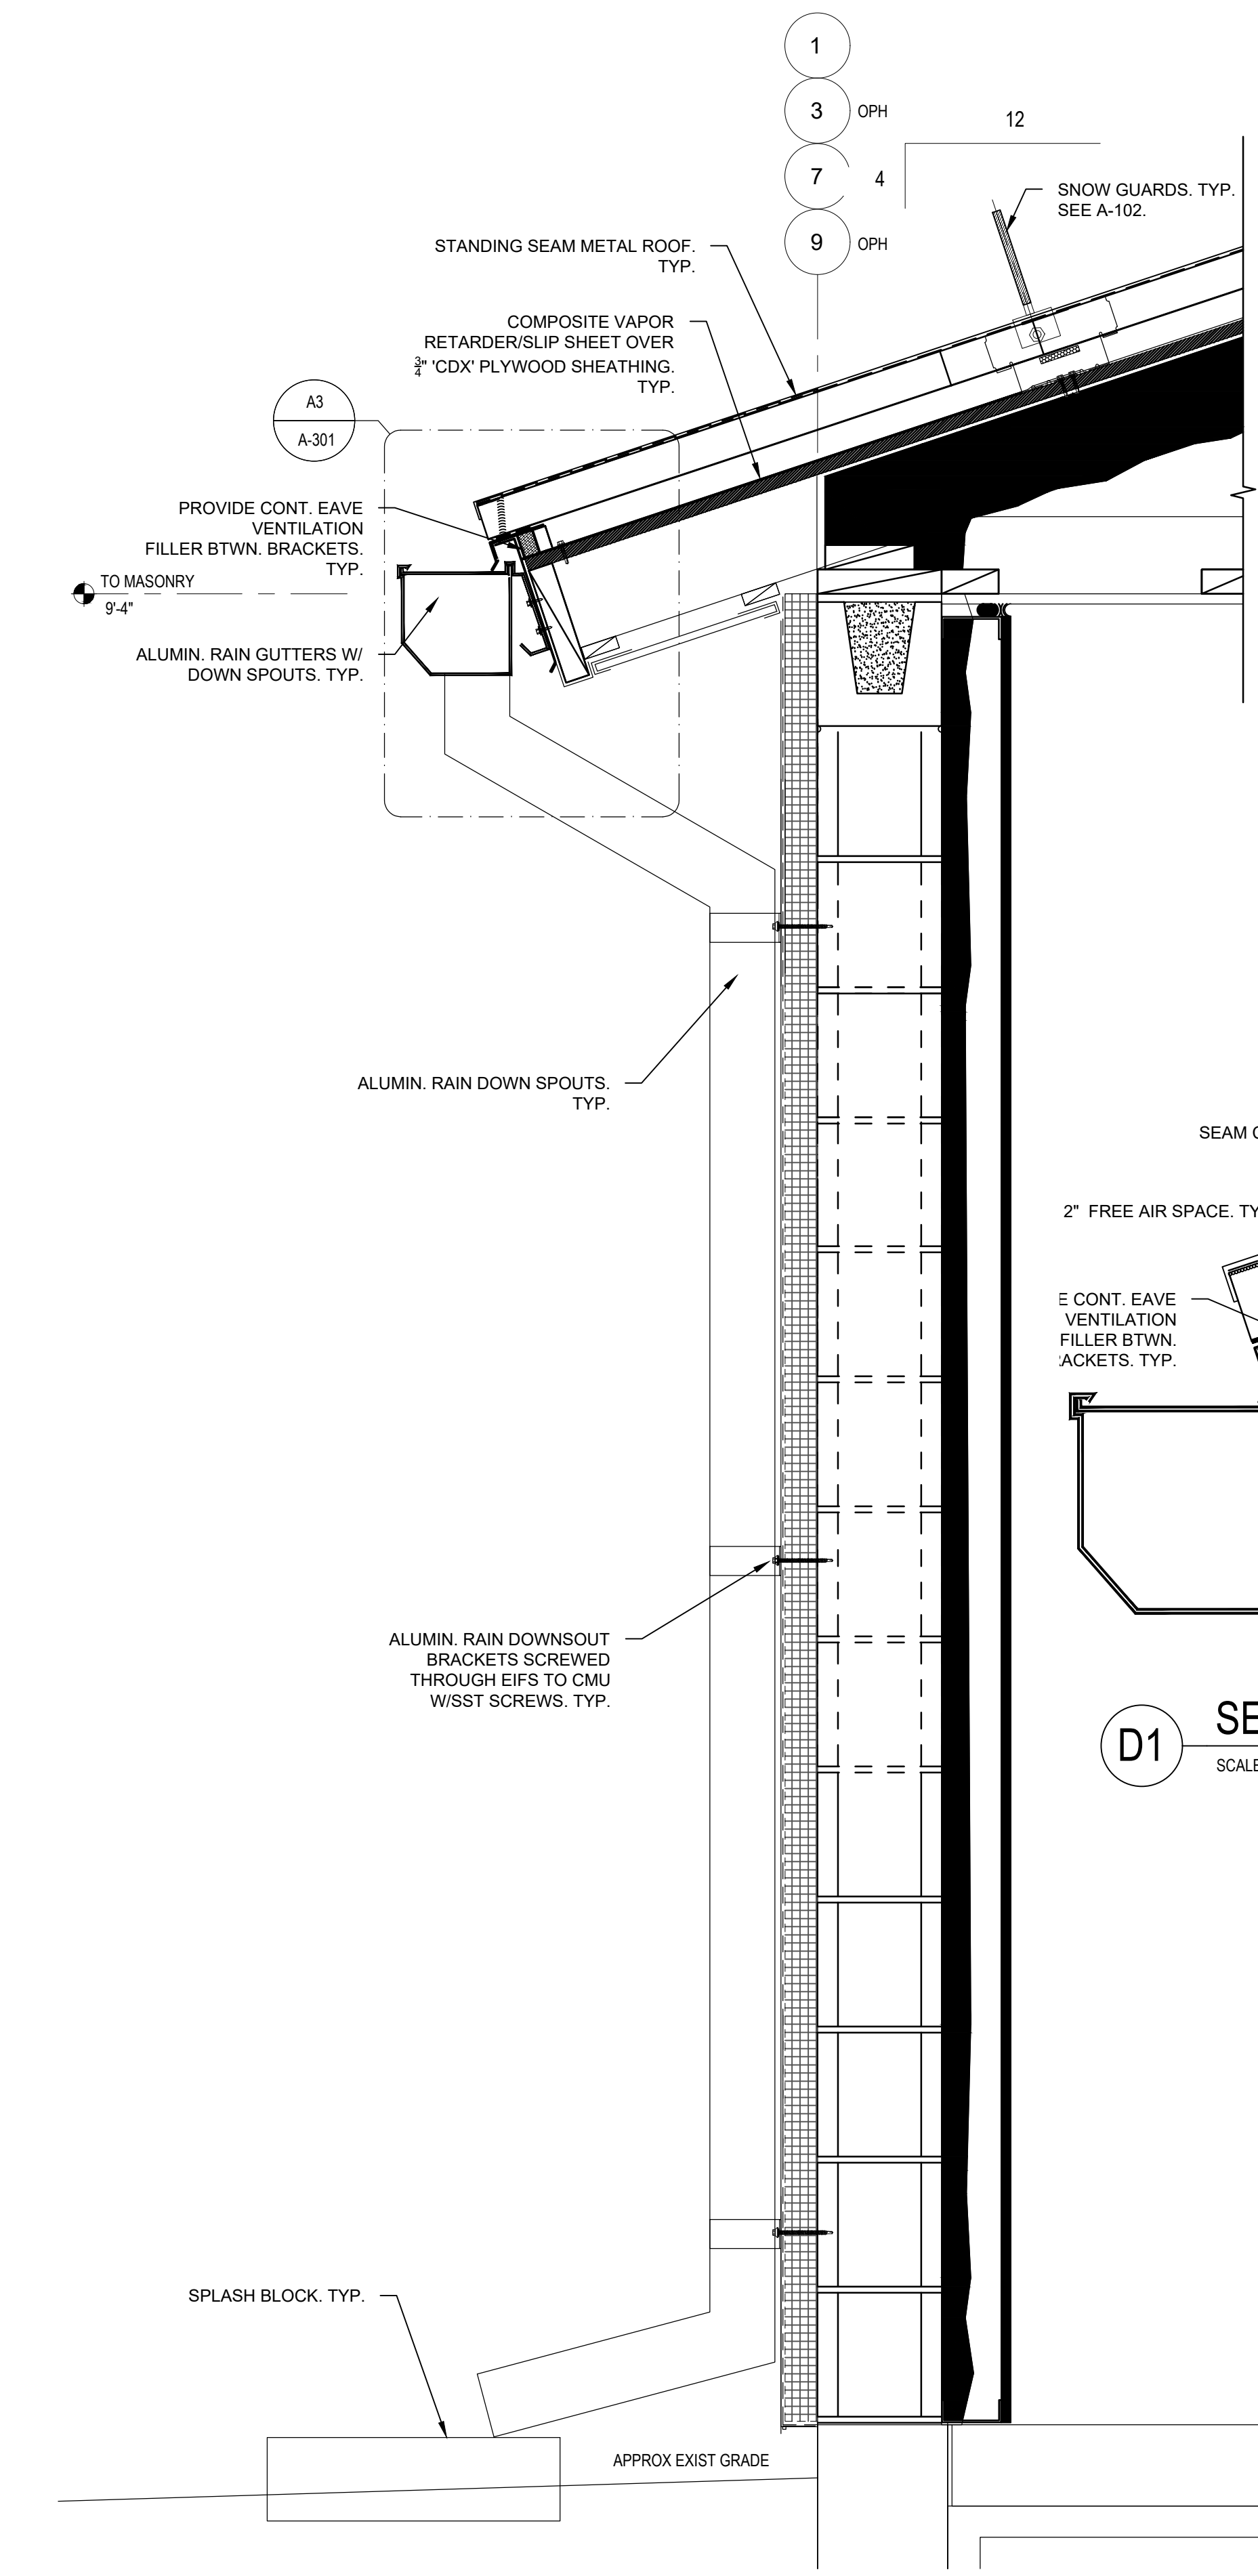 1
3 OPH
12
7
4
SNOW GUARDS. TYP.
SEE A-102.
9 OPH
STANDING SEAM METAL ROOF.
TYP.
COMPOSITE VAPOR
RETARDER/SLIP SHEET OVER
¾" 'CDX' PLYWOOD SHEATHING.
TYP.
A3
A-301
PROVIDE CONT. EAVE
VENTILATION
FILLER BTWN. BRACKETS.
TYP.
TO MASONRY
9'-4"
ALUMIN. RAIN GUTTERS W/
DOWN SPOUTS. TYP.
ALUMIN. RAIN DOWN SPOUTS.
TYP.
SEAM
2" FREE AIR SPACE.
E CONT. EAVE
VENTILATION
FILLER BTWN.
ACKETS. TYP.
ALUMIN. RAIN DOWNSOUT
BRACKETS SCREWED
THROUGH EIFS TO CMU
W/SST SCREWS. TYP.
D1
SE
SCALE
SPLASH BLOCK. TYP.
APPROX EXIST GRADE